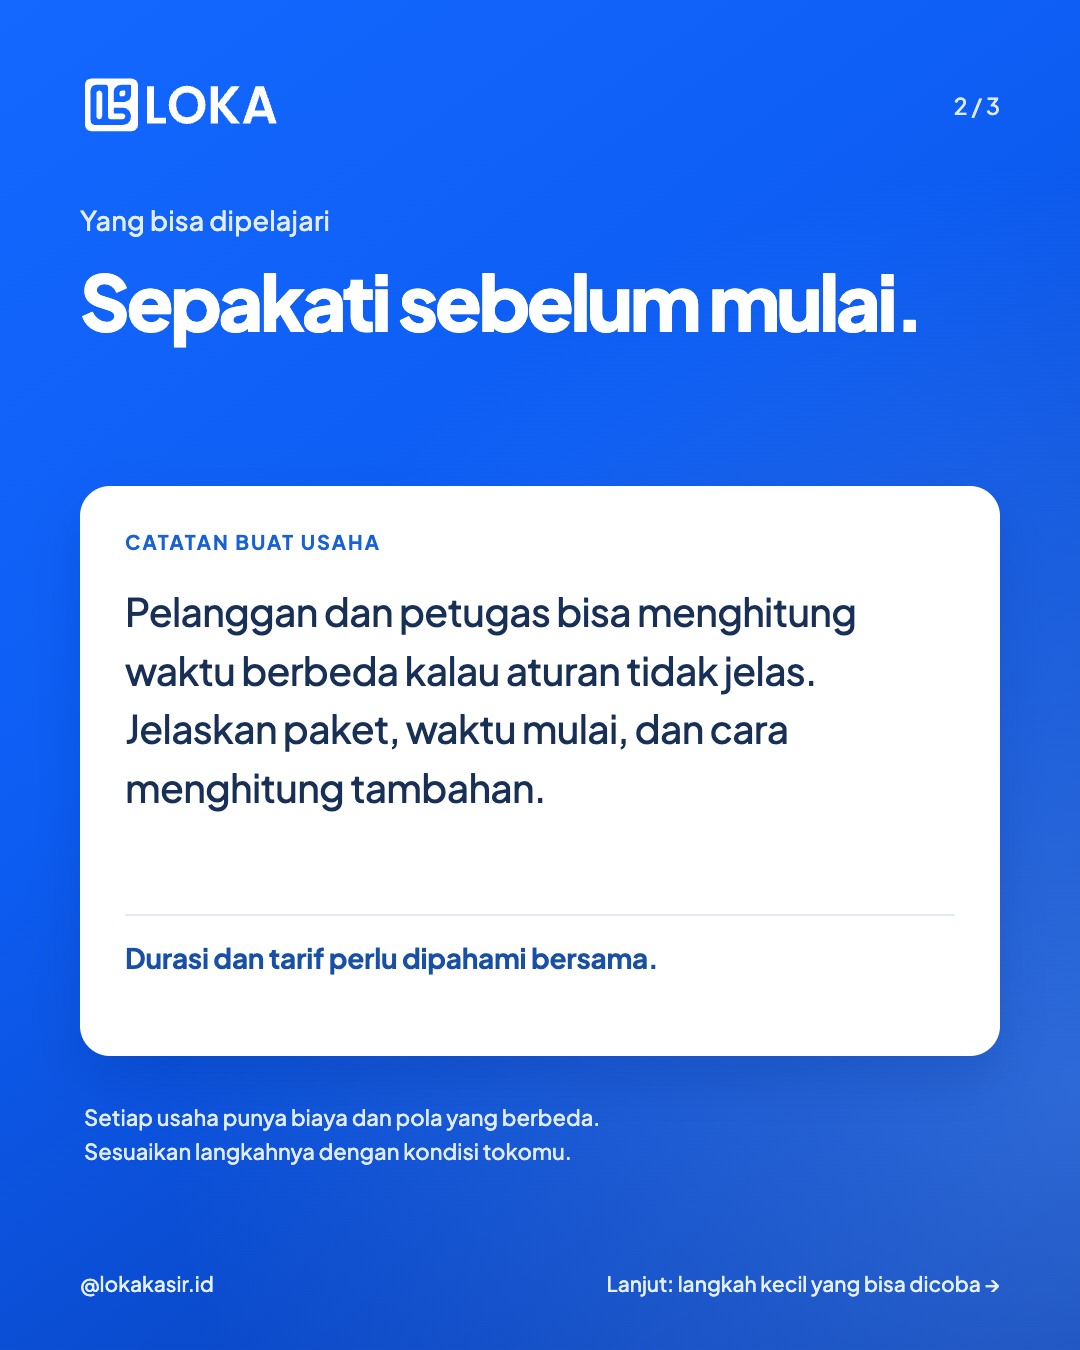 LOKA
2 / 3
Yang bisa dipelajari
Sepakati sebelum mulai.
CATATAN BUAT USAHA
Pelanggan dan petugas bisa menghitung
waktu berbeda kalau aturan tidak jelas.
Jelaskan paket, waktu mulai, dan cara
menghitung tambahan.
Durasi dan tarif perlu dipahami bersama.
Setiap usaha punya biaya dan pola yang berbeda.
Sesuaikan langkahnya dengan kondisi tokomu.
@lokakasir.id
Lanjut: langkah kecil yang bisa dicoba →